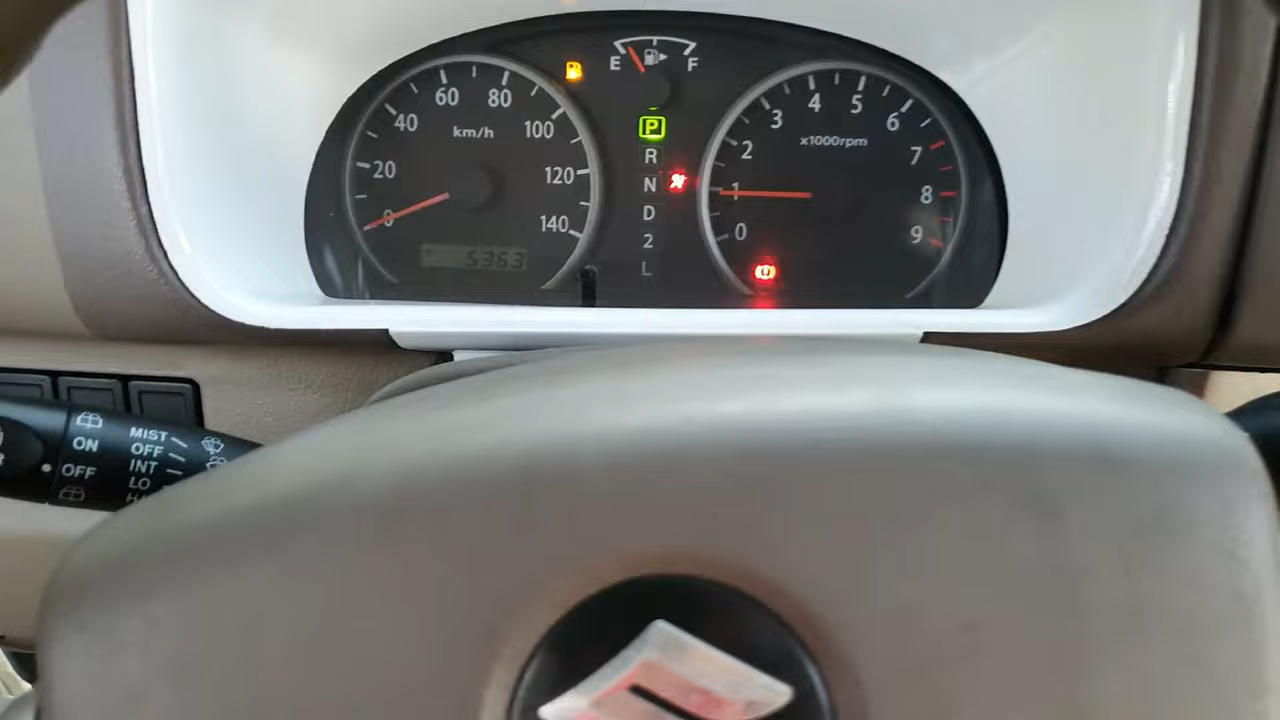 60 80
40 100
20 120
0 140
km/h
5363
E F
P
R
N
D
2
L
x1000rpm
0 1 2 3 4 5 6 7 8 9
ON
OFF
MIST
OFF
INT
LO